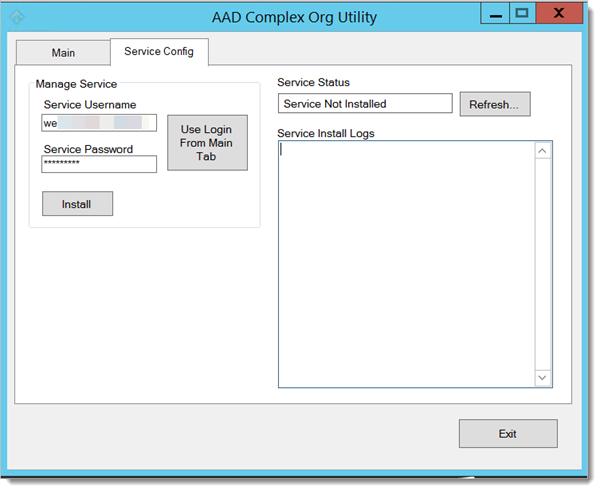 AAD Complex Org Utility
Main
Service Config
Manage Service
Service Username
we
Service Password
*********
Use Login
From Main
Tab
Install
Service Status
Service Not Installed
Refresh...
Service Install Logs
Exit